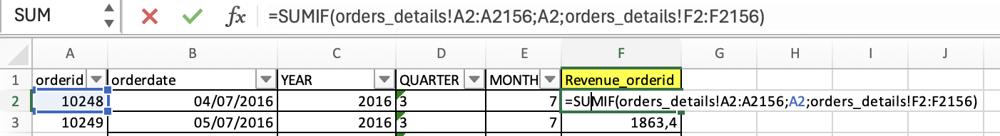 SUM fx =SUMIF(orders_details!A2:A2156;A2;orders_details!F2:F2156)
A B C D E F G H I J
1 orderid orderdate YEAR QUARTER MONTH Revenue_orderid
2 10248 04/07/2016 2016 3 7 =SUMIF(orders_details!A2:A2156;A2;orders_details!F2:F2156)
3 10249 05/07/2016 2016 3 7 1863,4